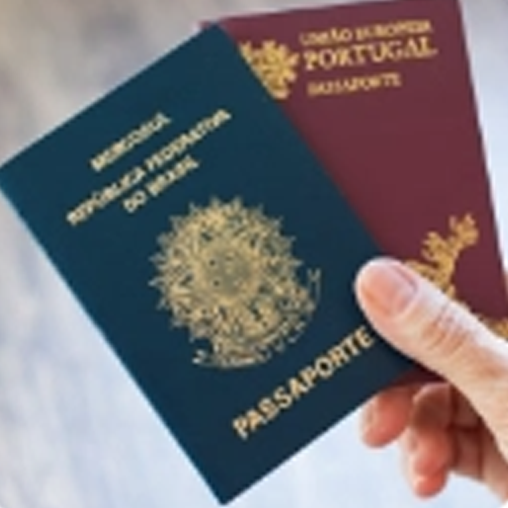 MERCOSUL
REPÚBLICA FEDERATIVA
DO BRASIL
PASSAPORTE
UNIÃO EUROPEIA
PORTUGAL
PASSAPORTE